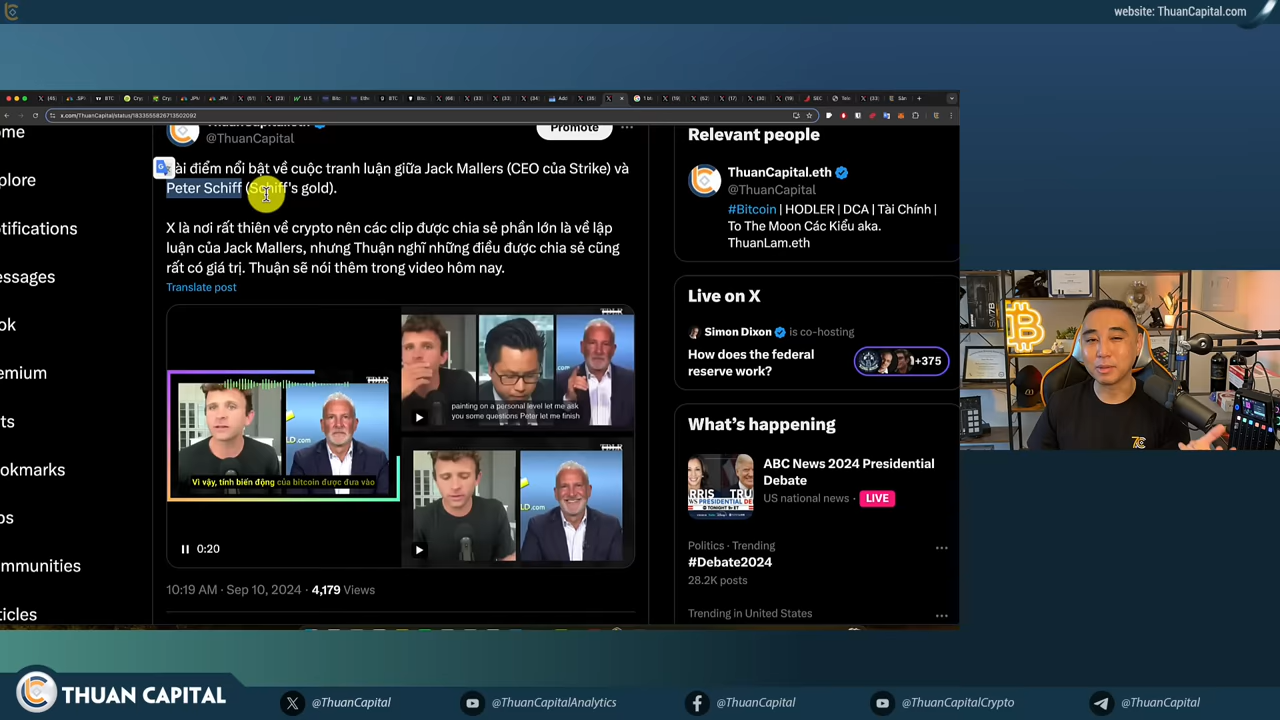 website: ThuanCapital.com
x.com/ThuanCapital/status/1833555828713502092
@ThuanCapital
Promote
ài điểm nổi bật về cuộc tranh luận giữa Jack Mallers (CEO của Strike) và
Peter Schiff (Schiff's gold).
X là nơi rất thiên về crypto nên các clip được chia sẻ phần lớn là về lập
luận của Jack Mallers, nhưng Thuận nghĩ những điều được chia sẻ cũng
rất có giá trị. Thuận sẽ nói thêm trong video hôm nay.
Translate post
painting on a personal level let me ask
you some questions Peter let me finish
Vì vậy, tính biến động của bitcoin được đưa vào
0:20
10:19 AM · Sep 10, 2024 · 4,179 Views
ome
plore
otifications
essages
ok
emium
ts
ookmarks
os
mmunities
ticles
Relevant people
ThuanCapital.eth
@ThuanCapital
#Bitcoin | HODLER | DCA | Tài Chính |
To The Moon Các Kiểu aka.
ThuanLam.eth
Live on X
Simon Dixon is co-hosting
How does the federal
reserve work?
+375
What's happening
ABC News 2024 Presidential
Debate
US national news · LIVE
Politics · Trending
#Debate2024
28.2K posts
Trending in United States
THUAN CAPITAL
@ThuanCapital
@ThuanCapitalAnalytics
@ThuanCapital
@ThuanCapitalCrypto
@ThuanCapital